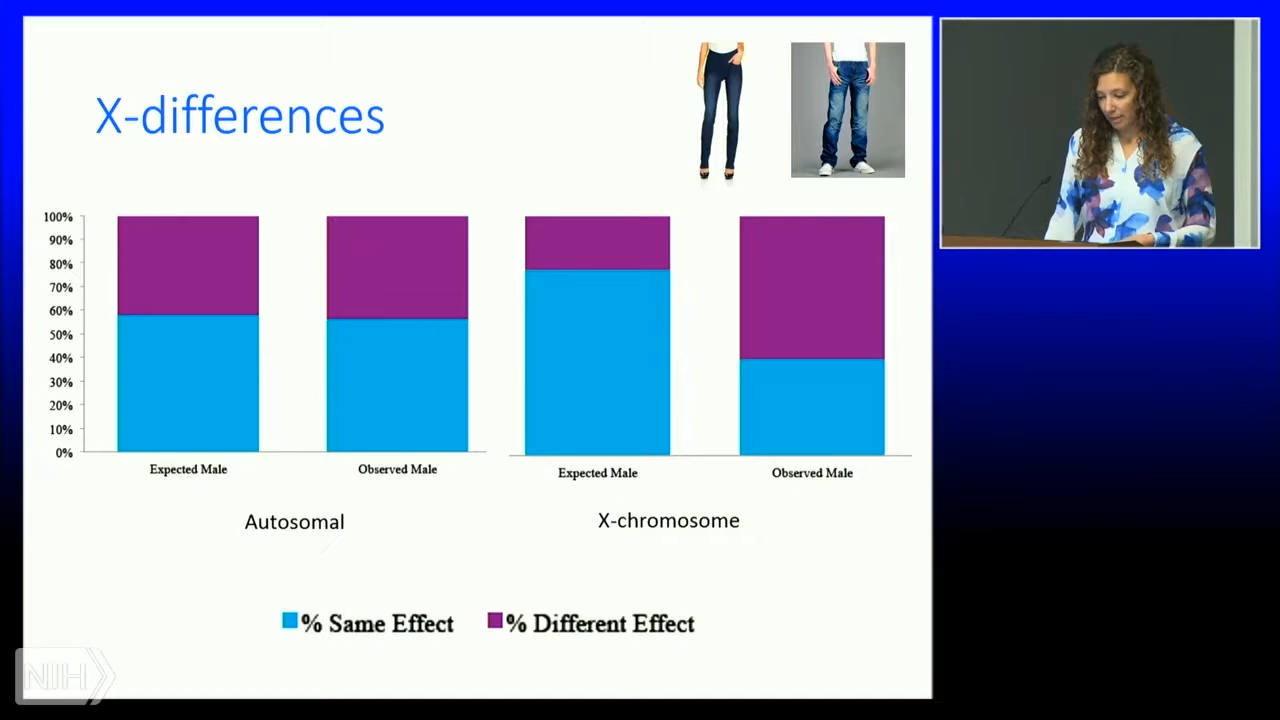 X-differences
100%
90%
80%
70%
60%
50%
40%
30%
20%
10%
0%
Expected Male
Observed Male
Expected Male
Observed Male
Autosomal
X-chromosome
% Same Effect
% Different Effect
NIH